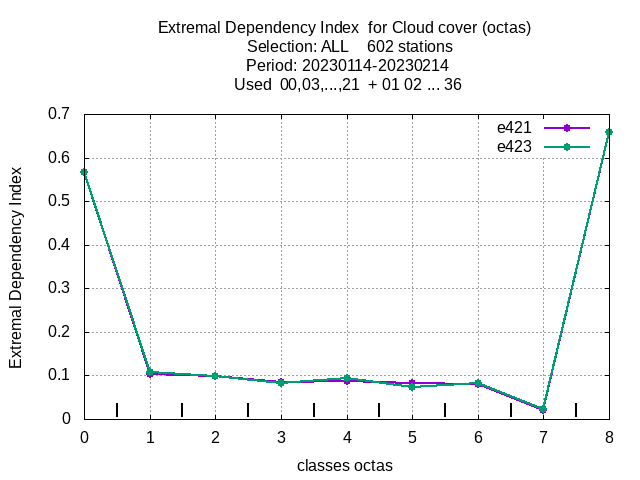 Extremal Dependency Index  for Cloud cover (octas)
Selection: ALL    602 stations
Period: 20230114-20230214
Used  00,03,...,21  + 01 02 ... 36
e421
e423
Extremal Dependency Index
0.7
0.6
0.5
0.4
0.3
0.2
0.1
0
0 1 2 3 4 5 6 7 8
classes octas